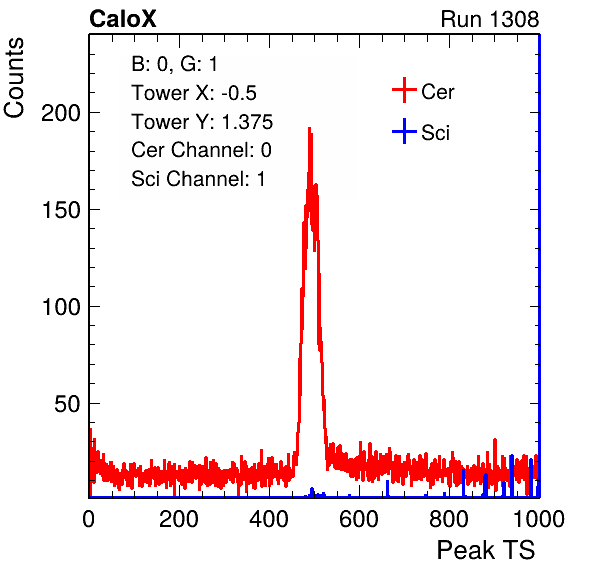 CaloX
Run 1308
Counts
B: 0, G: 1
Tower X: -0.5
Tower Y: 1.375
Cer Channel: 0
Sci Channel: 1
Cer
Sci
200
150
100
50
0 200 400 600 800 1000
Peak TS